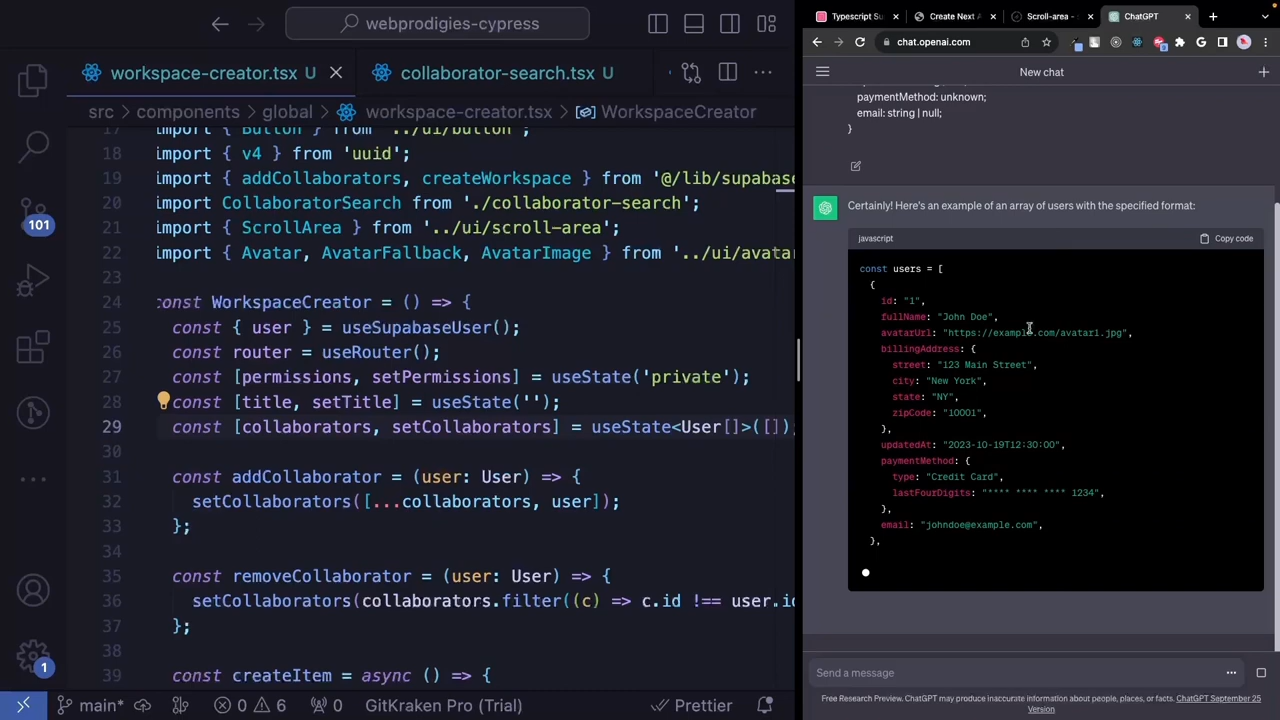 webprodigies-cypress
workspace-creator.tsx U
collaborator-search.tsx U
src > components > global > workspace-creator.tsx > WorkspaceCreator
17 import { Button } from '../ui/button';
18 import { v4 } from 'uuid';
19 import { addCollaborators, createWorkspace } from '@/lib/supabase
20 import CollaboratorSearch from './collaborator-search';
21 import { ScrollArea } from '../ui/scroll-area';
22 import { Avatar, AvatarFallback, AvatarImage } from '../ui/avatar
23
24 const WorkspaceCreator = () => {
25 const { user } = useSupabaseUser();
26 const router = useRouter();
27 const [permissions, setPermissions] = useState('private');
28 const [title, setTitle] = useState('');
29 const [collaborators, setCollaborators] = useState<User[]>([]);
30
31 const addCollaborator = (user: User) => {
32 setCollaborators([...collaborators, user]);
33 };
34
35 const removeCollaborator = (user: User) => {
36 setCollaborators(collaborators.filter((c) => c.id !== user.id
37 };
38
39 const createItem = async () => {
101
1
main*
0
6
0
GitKraken Pro (Trial)
Prettier
Typescript Su
Create Next A
Scroll-area -
ChatGPT
chat.openai.com
New chat
paymentMethod: unknown;
email: string | null;
}
Certainly! Here's an example of an array of users with the specified format:
javascript
Copy code
const users = [
{
id: "1",
fullName: "John Doe",
avatarUrl: "https://example.com/avatar1.jpg",
billingAddress: {
street: "123 Main Street",
city: "New York",
state: "NY",
zipCode: "10001",
},
updatedAt: "2023-10-19T12:30:00",
paymentMethod: {
type: "Credit Card",
lastFourDigits: "**** **** **** 1234",
},
email: "johndoe@example.com",
},
Send a message
Free Research Preview. ChatGPT may produce inaccurate information about people, places, or facts. ChatGPT September 25
Version